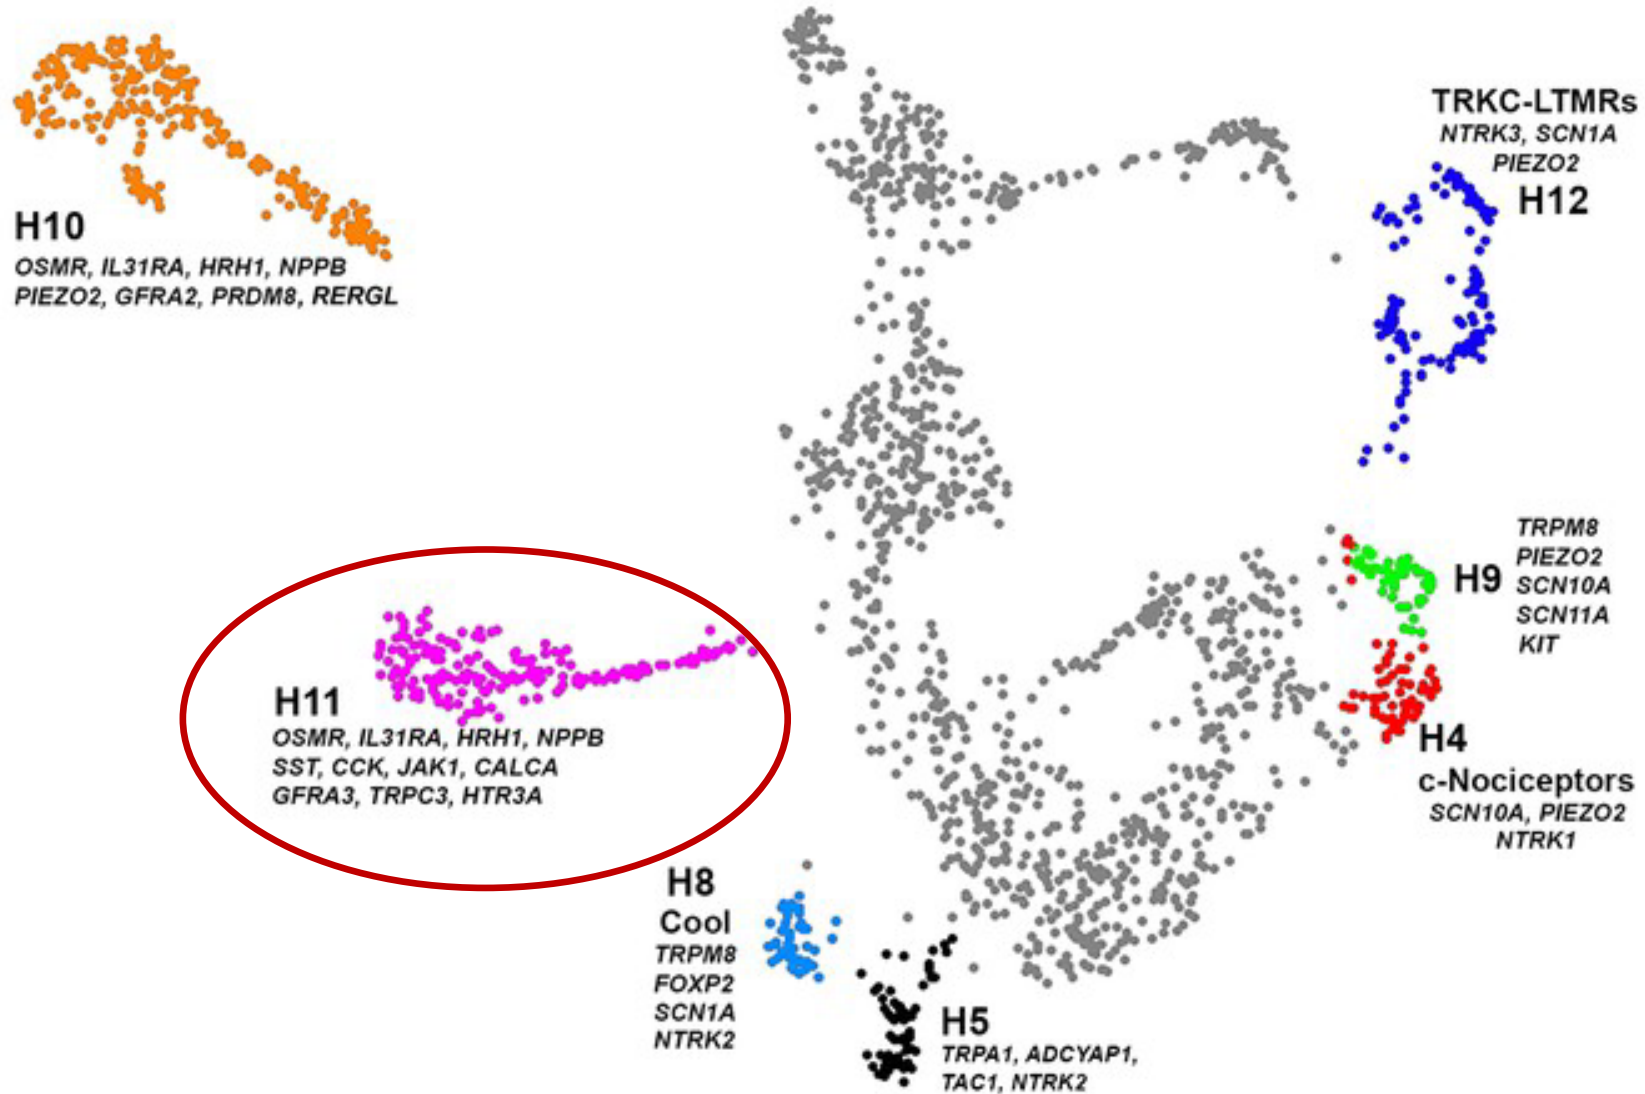 TRKC-LTMRs
NTRK3, SCN1A
PIEZO2
H12
H10
OSMR, IL31RA, HRH1, NPPB
PIEZO2, GFRA2, PRDM8, RERGL
TRPM8
PIEZO2
H9
SCN10A
SCN11A
KIT
H11
OSMR, IL31RA, HRH1, NPPB
SST, CCK, JAK1, CALCA
GFRA3, TRPC3, HTR3A
H4
c-Nociceptors
SCN10A, PIEZO2
NTRK1
H8
Cool
TRPM8
FOXP2
SCN1A
NTRK2
H5
TRPA1, ADCYAP1,
TAC1, NTRK2